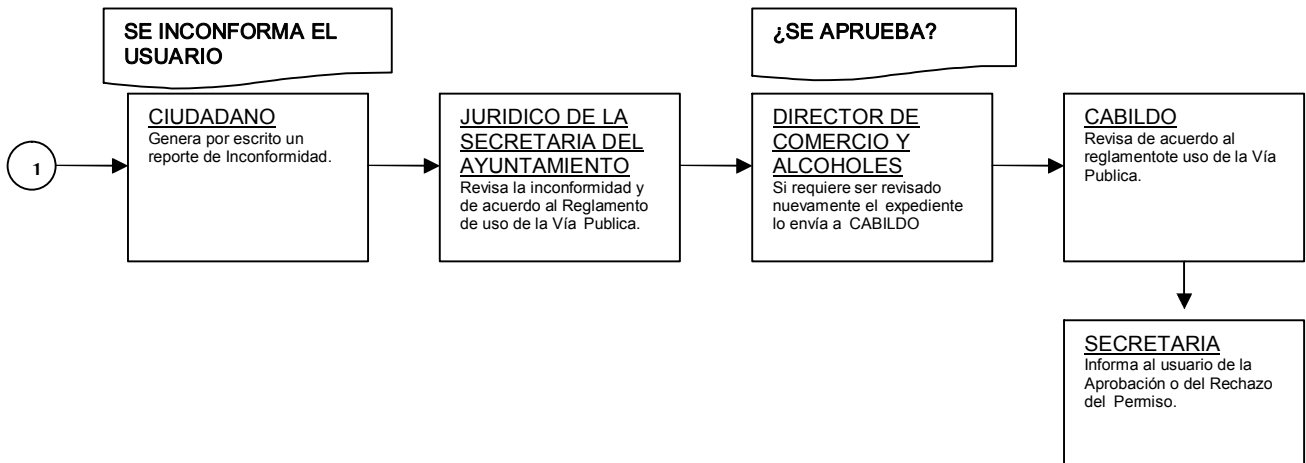 SE INCONFORMA EL
USUARIO
¿SE APRUEBA?
1
CIUDADANO
Genera por escrito un
reporte de Inconformidad.
JURIDICO DE LA
SECRETARIA DEL
AYUNTAMIENTO
Revisa la inconformidad y
de acuerdo al Reglamento
de uso de la Vía Publica.
DIRECTOR DE
COMERCIO Y
ALCOHOLES
Si requiere ser revisado
nuevamente el expediente
lo envía a CABILDO
CABILDO
Revisa de acuerdo al
reglamentote uso de la Vía
Publica.
SECRETARIA
Informa al usuario de la
Aprobación o del Rechazo
del Permiso.